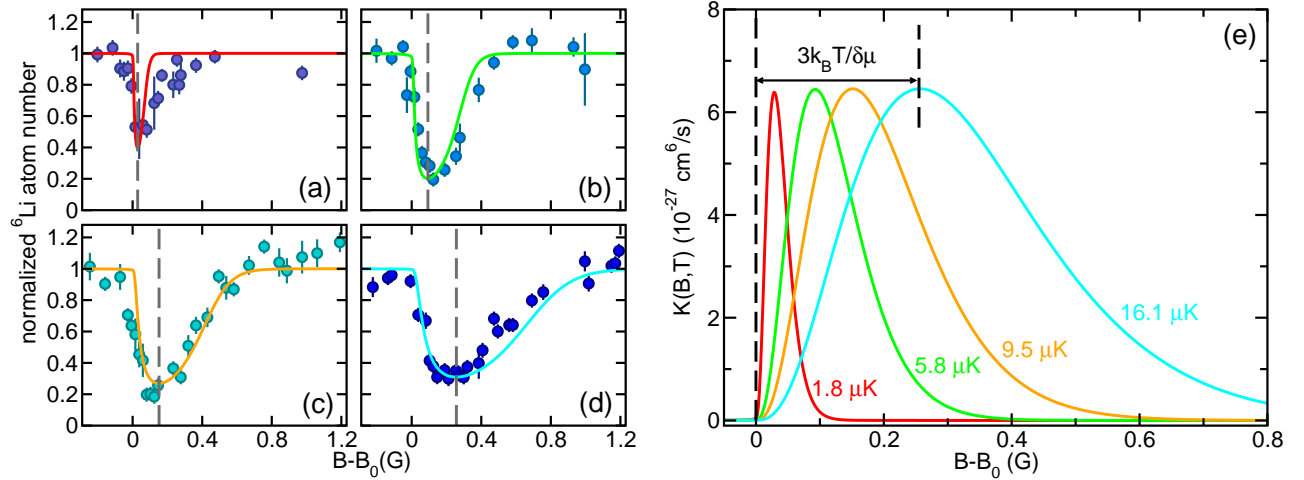 normalized ⁶Li atom number
1.2
1
0.8
0.6
0.4
0.2
0
(a)
(b)
1.2
1
0.8
0.6
0.4
0.2
0
(c)
(d)
0 0.4 0.8 1.2
0 0.4 0.8 1.2
B-B₀(G)
K(B,T) (10⁻²⁷ cm⁶/s)
8
6
4
2
0
(e)
3k_BT/δμ
16.1 μK
9.5 μK
5.8 μK
1.8 μK
0 0.2 0.4 0.6 0.8
B-B₀ (G)